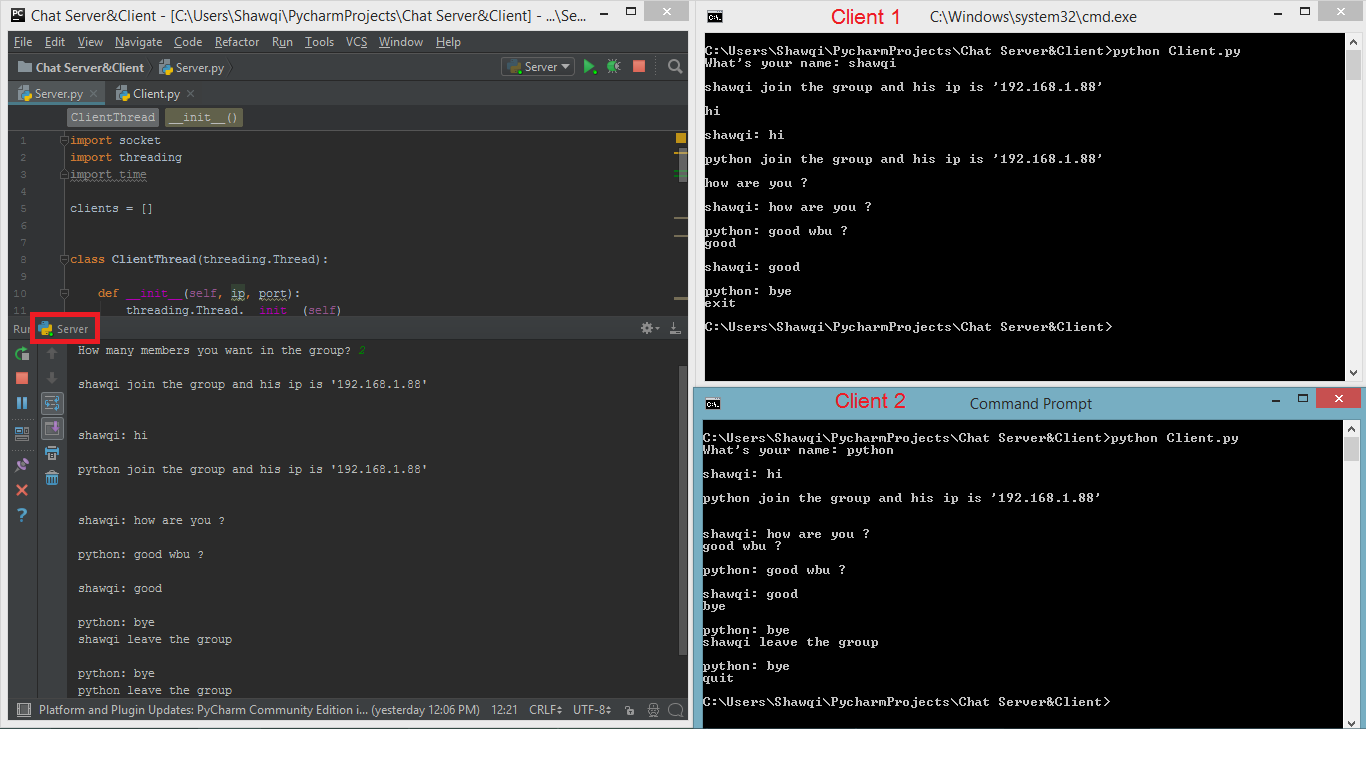 Chat Server&Client - [C:\Users\Shawqi\PycharmProjects\Chat Server&Client] - ...\Se...
File Edit View Navigate Code Refactor Run Tools VCS Window Help
Chat Server&Client Server.py Server
Server.py Client.py
ClientThread __init__()
1 import socket
2 import threading
3 import time
4
5 clients = []
6
7
8 class ClientThread(threading.Thread):
9
10 def __init__(self, ip, port):
11 threading.Thread.__init__(self)
Run Server
How many members you want in the group? 2
shawqi join the group and his ip is '192.168.1.88'
shawqi: hi
python join the group and his ip is '192.168.1.88'
shawqi: how are you ?
python: good wbu ?
shawqi: good
python: bye
shawqi leave the group
python: bye
python leave the group
Platform and Plugin Updates: PyCharm Community Edition i... (yesterday 12:06 PM) 12:21 CRLF UTF-8
Client 1 C:\Windows\system32\cmd.exe
C:\Users\Shawqi\PycharmProjects\Chat Server&Client>python Client.py
What's your name: shawqi
shawqi join the group and his ip is '192.168.1.88'
hi
shawqi: hi
python join the group and his ip is '192.168.1.88'
how are you ?
shawqi: how are you ?
python: good wbu ?
good
shawqi: good
python: bye
exit
C:\Users\Shawqi\PycharmProjects\Chat Server&Client>
Client 2 Command Prompt
C:\Users\Shawqi\PycharmProjects\Chat Server&Client>python Client.py
What's your name: python
shawqi: hi
python join the group and his ip is '192.168.1.88'
shawqi: how are you ?
good wbu ?
python: good wbu ?
shawqi: good
bye
python: bye
shawqi leave the group
python: bye
quit
C:\Users\Shawqi\PycharmProjects\Chat Server&Client>